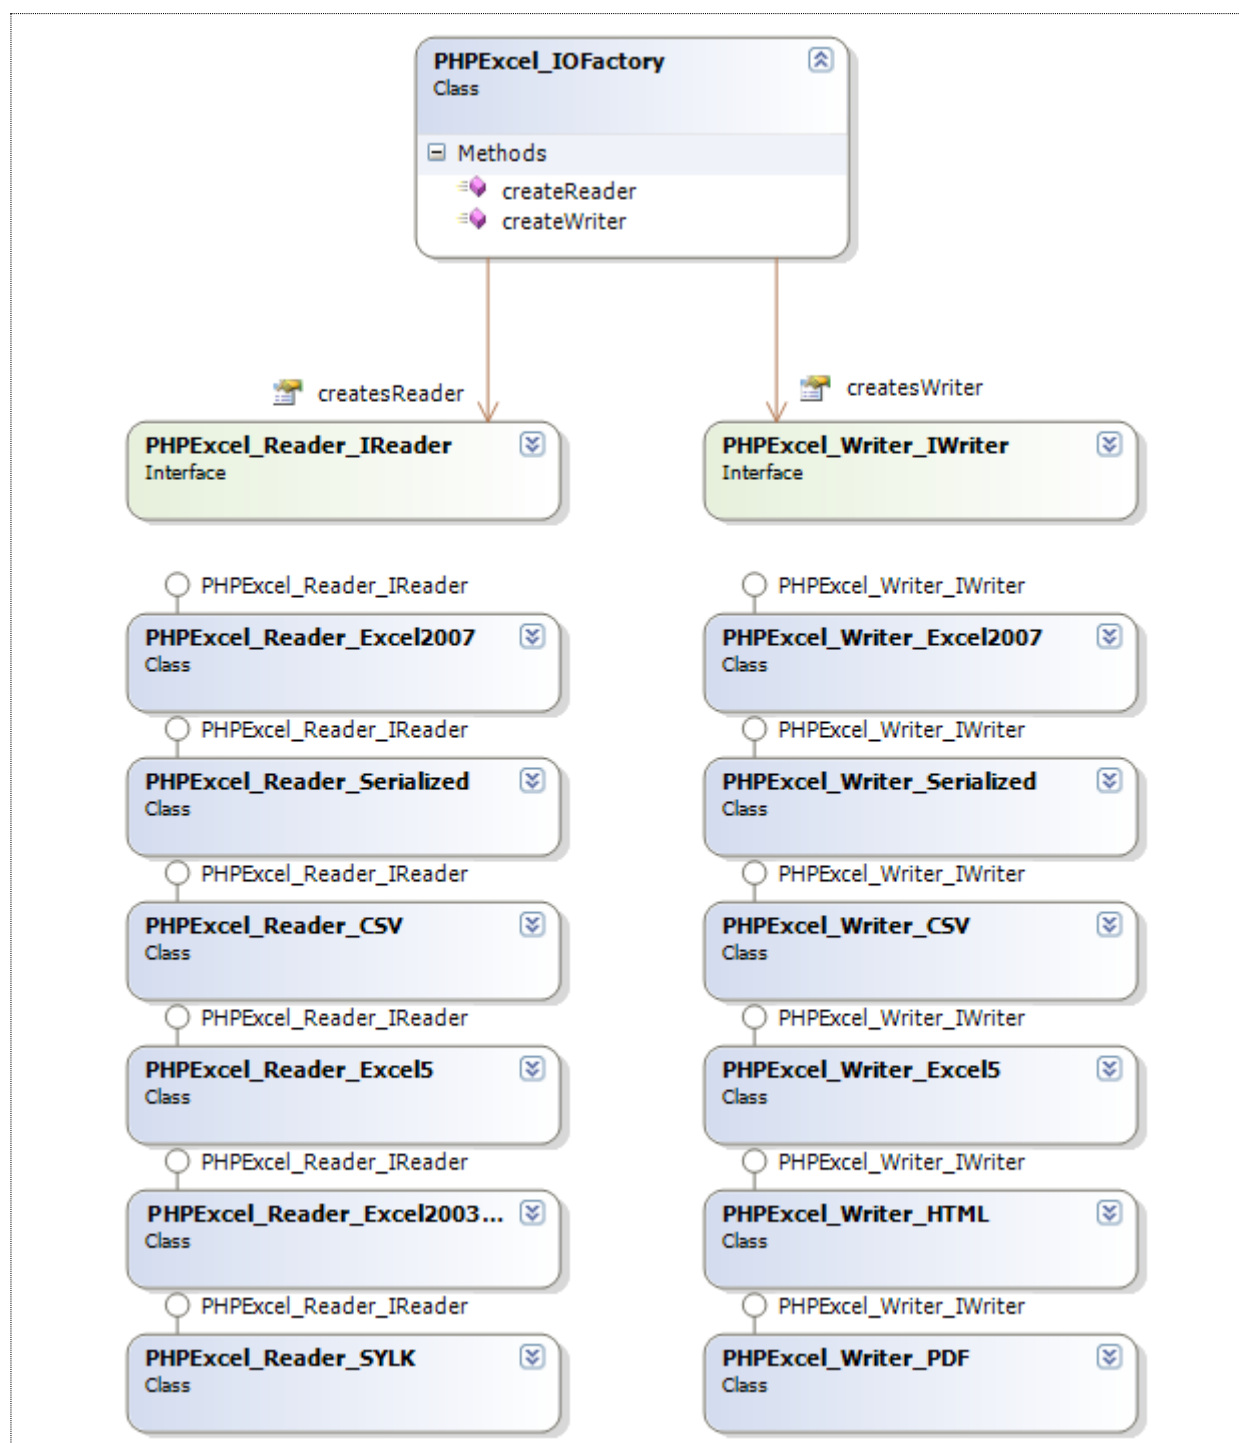 PHPExcel_IOFactory
Class
Methods
createReader
createWriter
createsReader
createsWriter
PHPExcel_Reader_IReader
Interface
PHPExcel_Writer_IWriter
Interface
PHPExcel_Reader_IReader
PHPExcel_Reader_Excel2007
Class
PHPExcel_Reader_IReader
PHPExcel_Reader_Serialized
Class
PHPExcel_Reader_IReader
PHPExcel_Reader_CSV
Class
PHPExcel_Reader_IReader
PHPExcel_Reader_Excel5
Class
PHPExcel_Reader_IReader
PHPExcel_Reader_Excel2003...
Class
PHPExcel_Reader_IReader
PHPExcel_Reader_SYLK
Class
PHPExcel_Writer_IWriter
PHPExcel_Writer_Excel2007
Class
PHPExcel_Writer_IWriter
PHPExcel_Writer_Serialized
Class
PHPExcel_Writer_IWriter
PHPExcel_Writer_CSV
Class
PHPExcel_Writer_IWriter
PHPExcel_Writer_Excel5
Class
PHPExcel_Writer_IWriter
PHPExcel_Writer_HTML
Class
PHPExcel_Writer_IWriter
PHPExcel_Writer_PDF
Class